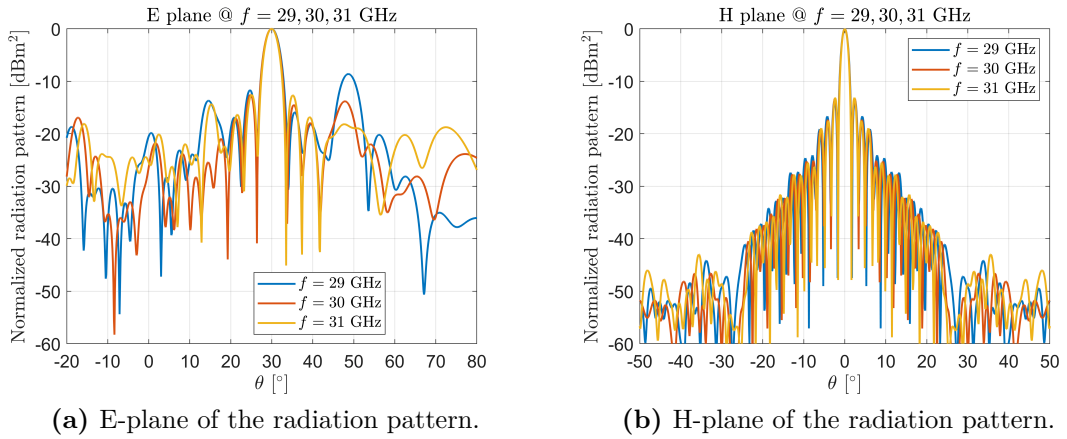 E plane @ f = 29, 30, 31 GHz
Normalized radiation pattern [dBm²]
0
-10
-20
-30
-40
-50
-60
f = 29 GHz
f = 30 GHz
f = 31 GHz
-20 -10 0 10 20 30 40 50 60 70 80
θ [°]
(a) E-plane of the radiation pattern.
H plane @ f = 29, 30, 31 GHz
Normalized radiation pattern [dBm²]
0
-10
-20
-30
-40
-50
-60
f = 29 GHz
f = 30 GHz
f = 31 GHz
-50 -40 -30 -20 -10 0 10 20 30 40 50
θ [°]
(b) H-plane of the radiation pattern.